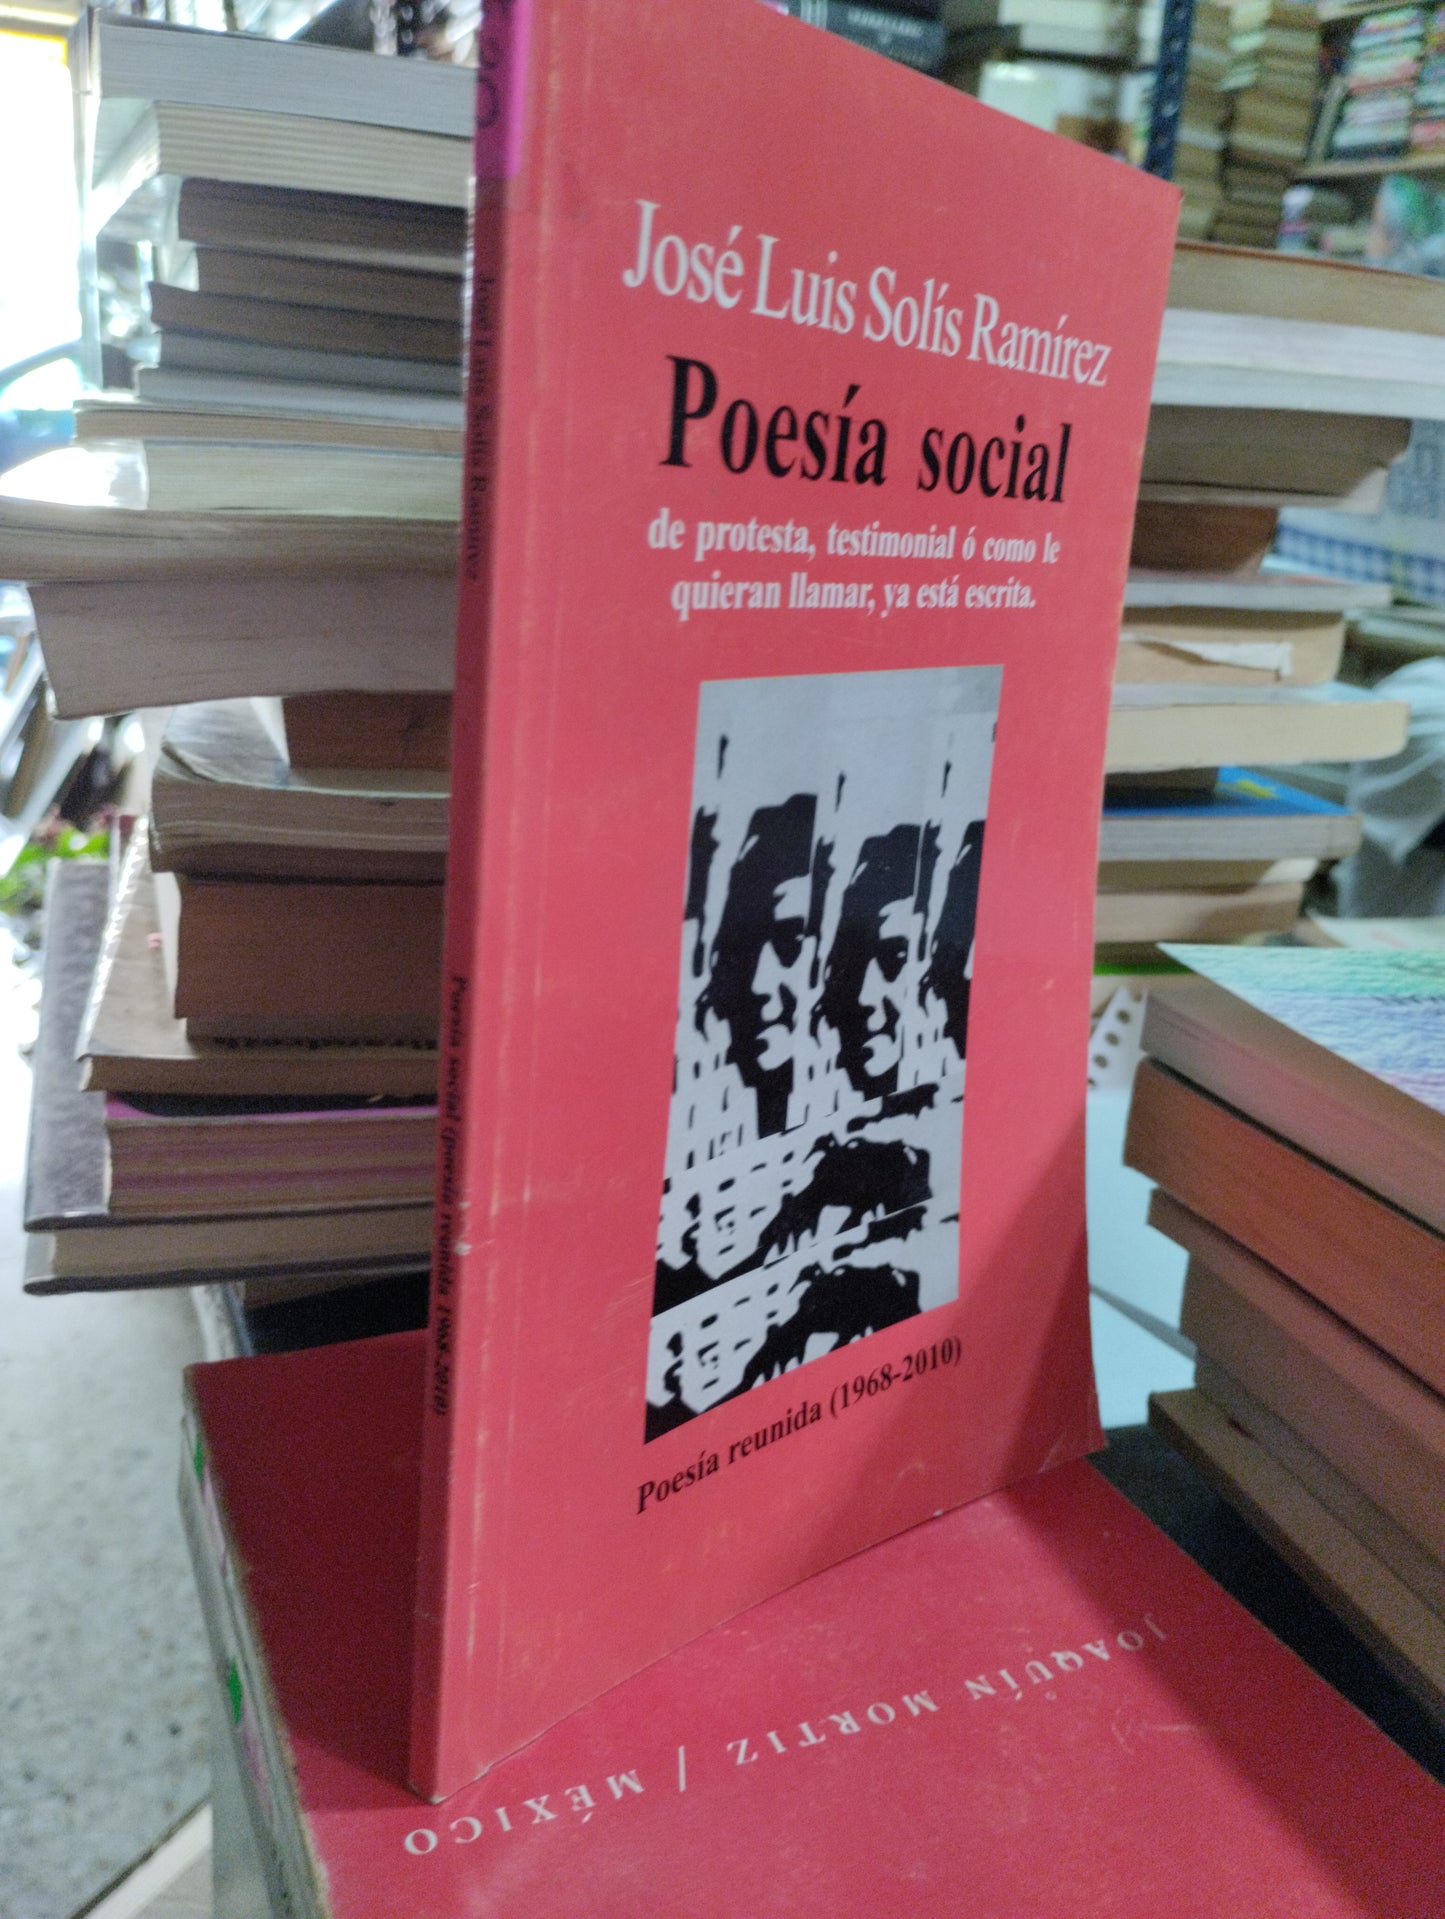 José Luis Solís Ramírez
Poesía social
de protesta, testimonial ó como le
quieran llamar, ya está escrita.
Poesía reunida (1968-2010)
José Luis Solís Ramírez
Poesía social (poesía reunida 1968-2010)
JOAQUÍN MORTIZ / MÉXICO